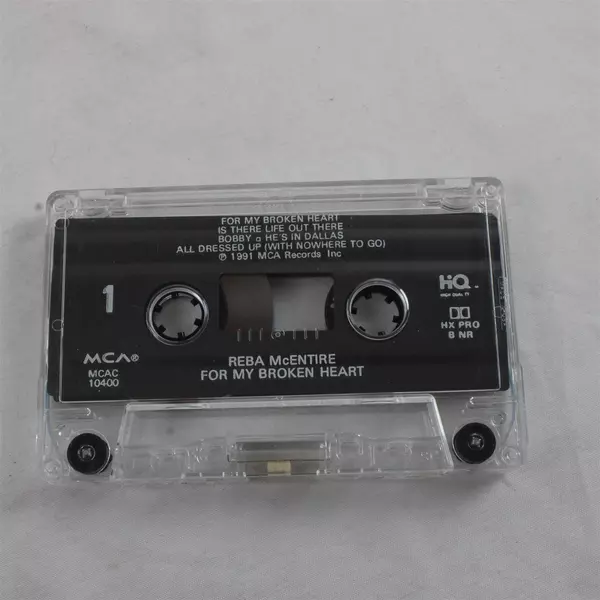 FOR MY BROKEN HEART
IS THERE LIFE OUT THERE
BOBBY □ HE'S IN DALLAS
ALL DRESSED UP (WITH NOWHERE TO GO)
℗ 1991 MCA Records Inc
1
HQ
HIGH QUALITY
HX PRO
B NR
MCA®
MCAC
10400
REBA McENTIRE
FOR MY BROKEN HEART